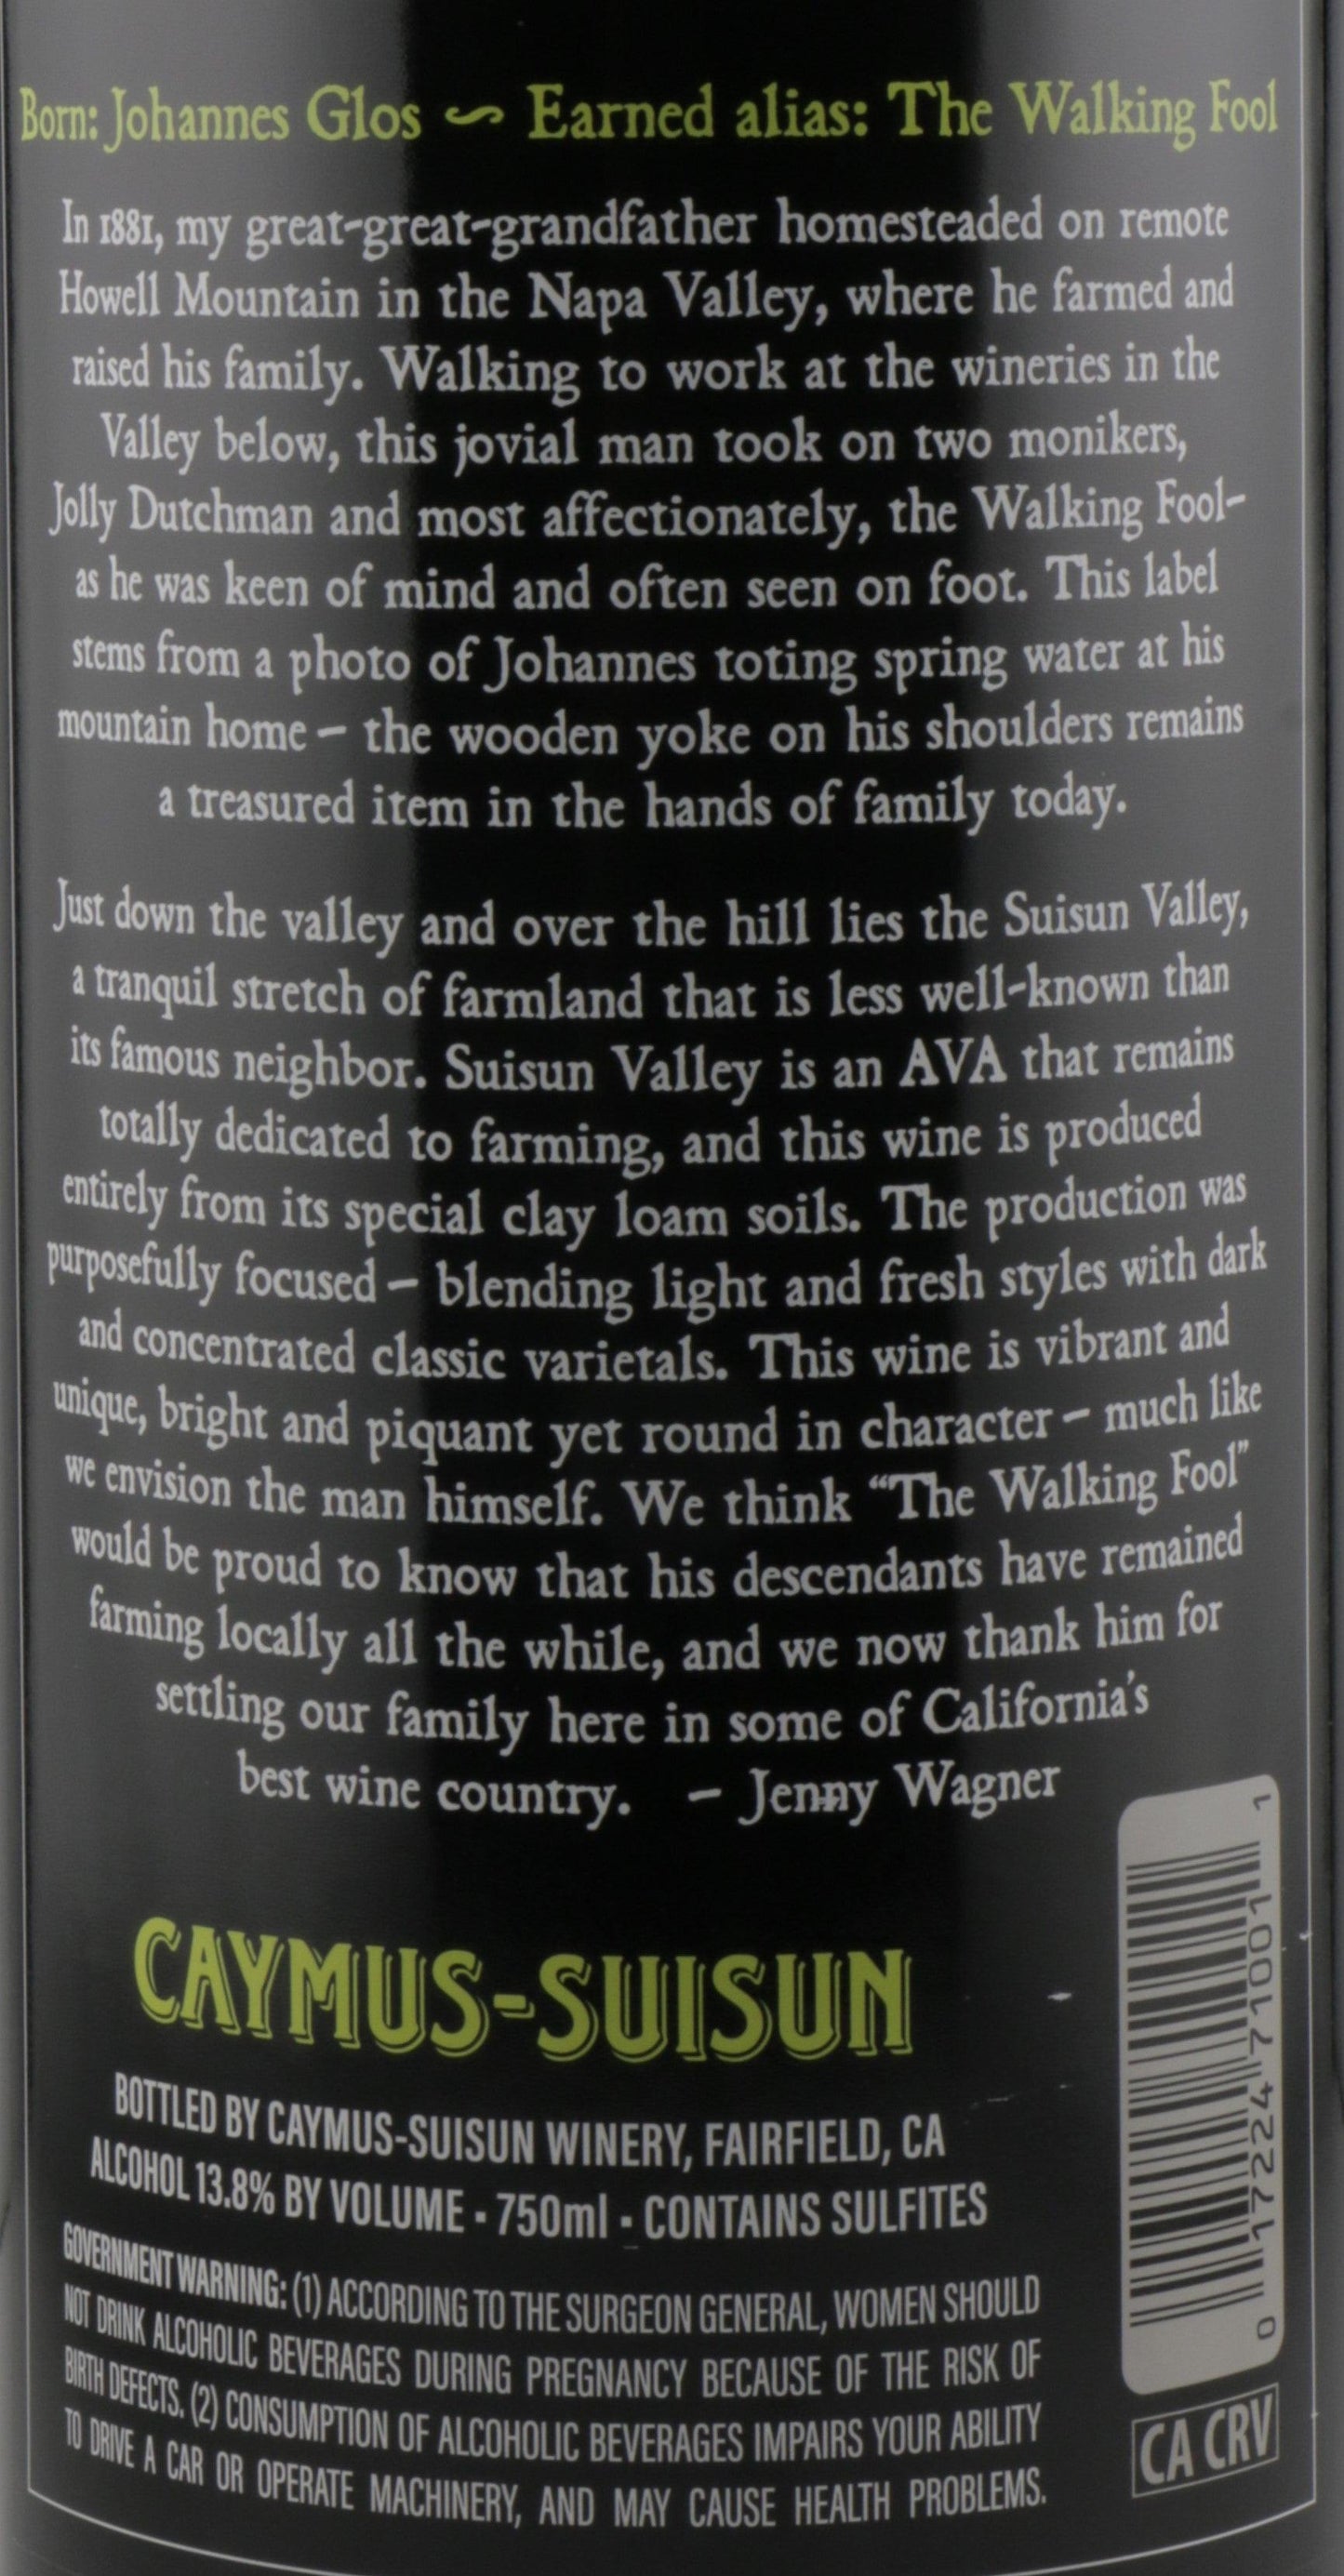 Born: Johannes Glos ~ Earned alias: The Walking Fool
In 1881, my great-great-grandfather homesteaded on remote
Howell Mountain in the Napa Valley, where he farmed and
raised his family. Walking to work at the wineries in the
Valley below, this jovial man took on two monikers,
Jolly Dutchman and most affectionately, the Walking Fool-
as he was keen of mind and often seen on foot. This label
stems from a photo of Johannes toting spring water at his
mountain home – the wooden yoke on his shoulders remains
a treasured item in the hands of family today.
Just down the valley and over the hill lies the Suisun Valley,
a tranquil stretch of farmland that is less well-known than
its famous neighbor. Suisun Valley is an AVA that remains
totally dedicated to farming, and this wine is produced
entirely from its special clay loam soils. The production was
purposefully focused – blending light and fresh styles with dark
and concentrated classic varietals. This wine is vibrant and
unique, bright and piquant yet round in character – much like
we envision the man himself. We think “The Walking Fool”
would be proud to know that his descendants have remained
farming locally all the while, and we now thank him for
settling our family here in some of California's
best wine country. – Jenny Wagner
CAYMUS-SUISUN
BOTTLED BY CAYMUS-SUISUN WINERY, FAIRFIELD, CA
ALCOHOL 13.8% BY VOLUME ▪ 750ml ▪ CONTAINS SULFITES
GOVERNMENT WARNING: (1) ACCORDING TO THE SURGEON GENERAL, WOMEN SHOULD
NOT DRINK ALCOHOLIC BEVERAGES DURING PREGNANCY BECAUSE OF THE RISK OF
BIRTH DEFECTS. (2) CONSUMPTION OF ALCOHOLIC BEVERAGES IMPAIRS YOUR ABILITY
TO DRIVE A CAR OR OPERATE MACHINERY, AND MAY CAUSE HEALTH PROBLEMS.
0 17224 71001 1
CA CRV